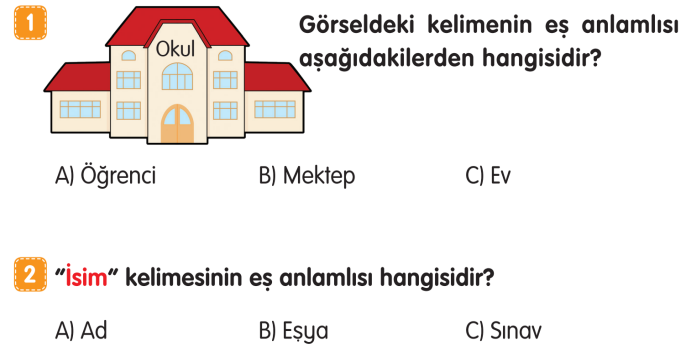 1
Okul
Görseldeki kelimenin eş anlamlısı
aşağıdakilerden hangisidir?
A) Öğrenci B) Mektep C) Ev
2 "İsim" kelimesinin eş anlamlısı hangisidir?
A) Ad B) Eşya C) Sınav